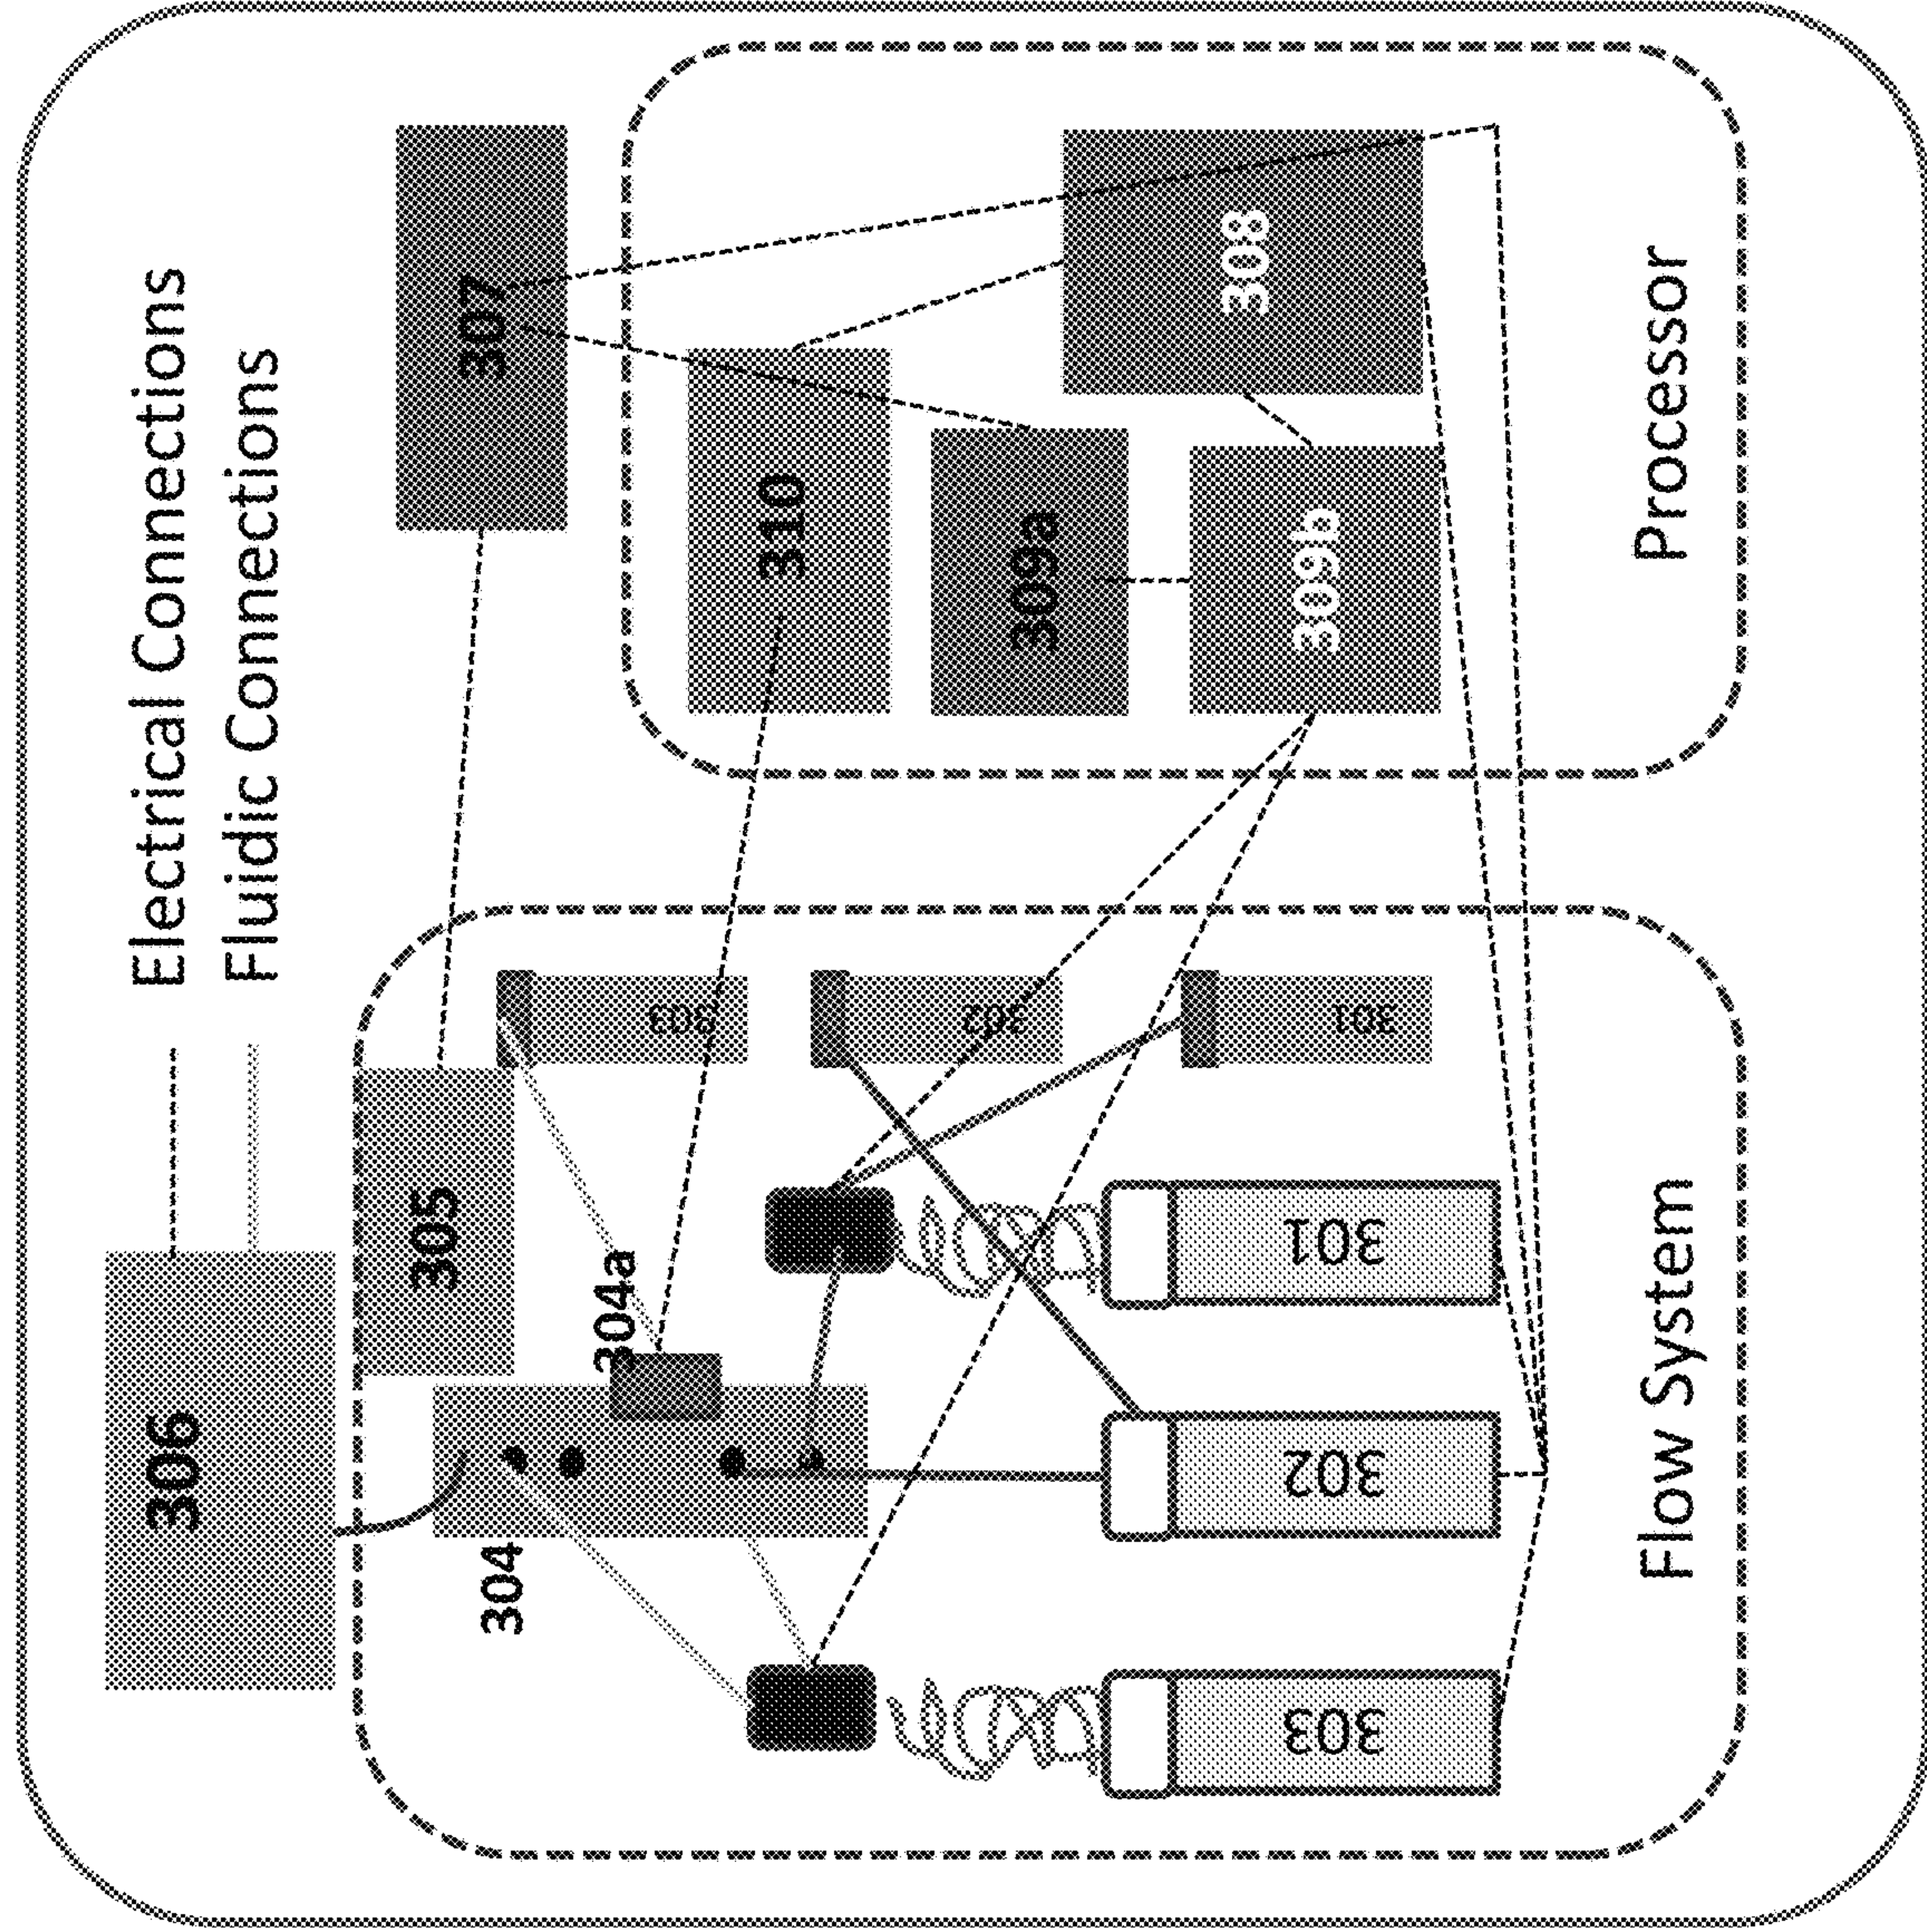 Electrical Connections
Fluidic Connections
306
305
307
304
304a
303
302
301
303
302
301
310
309a
309b
308
Flow System
Processor